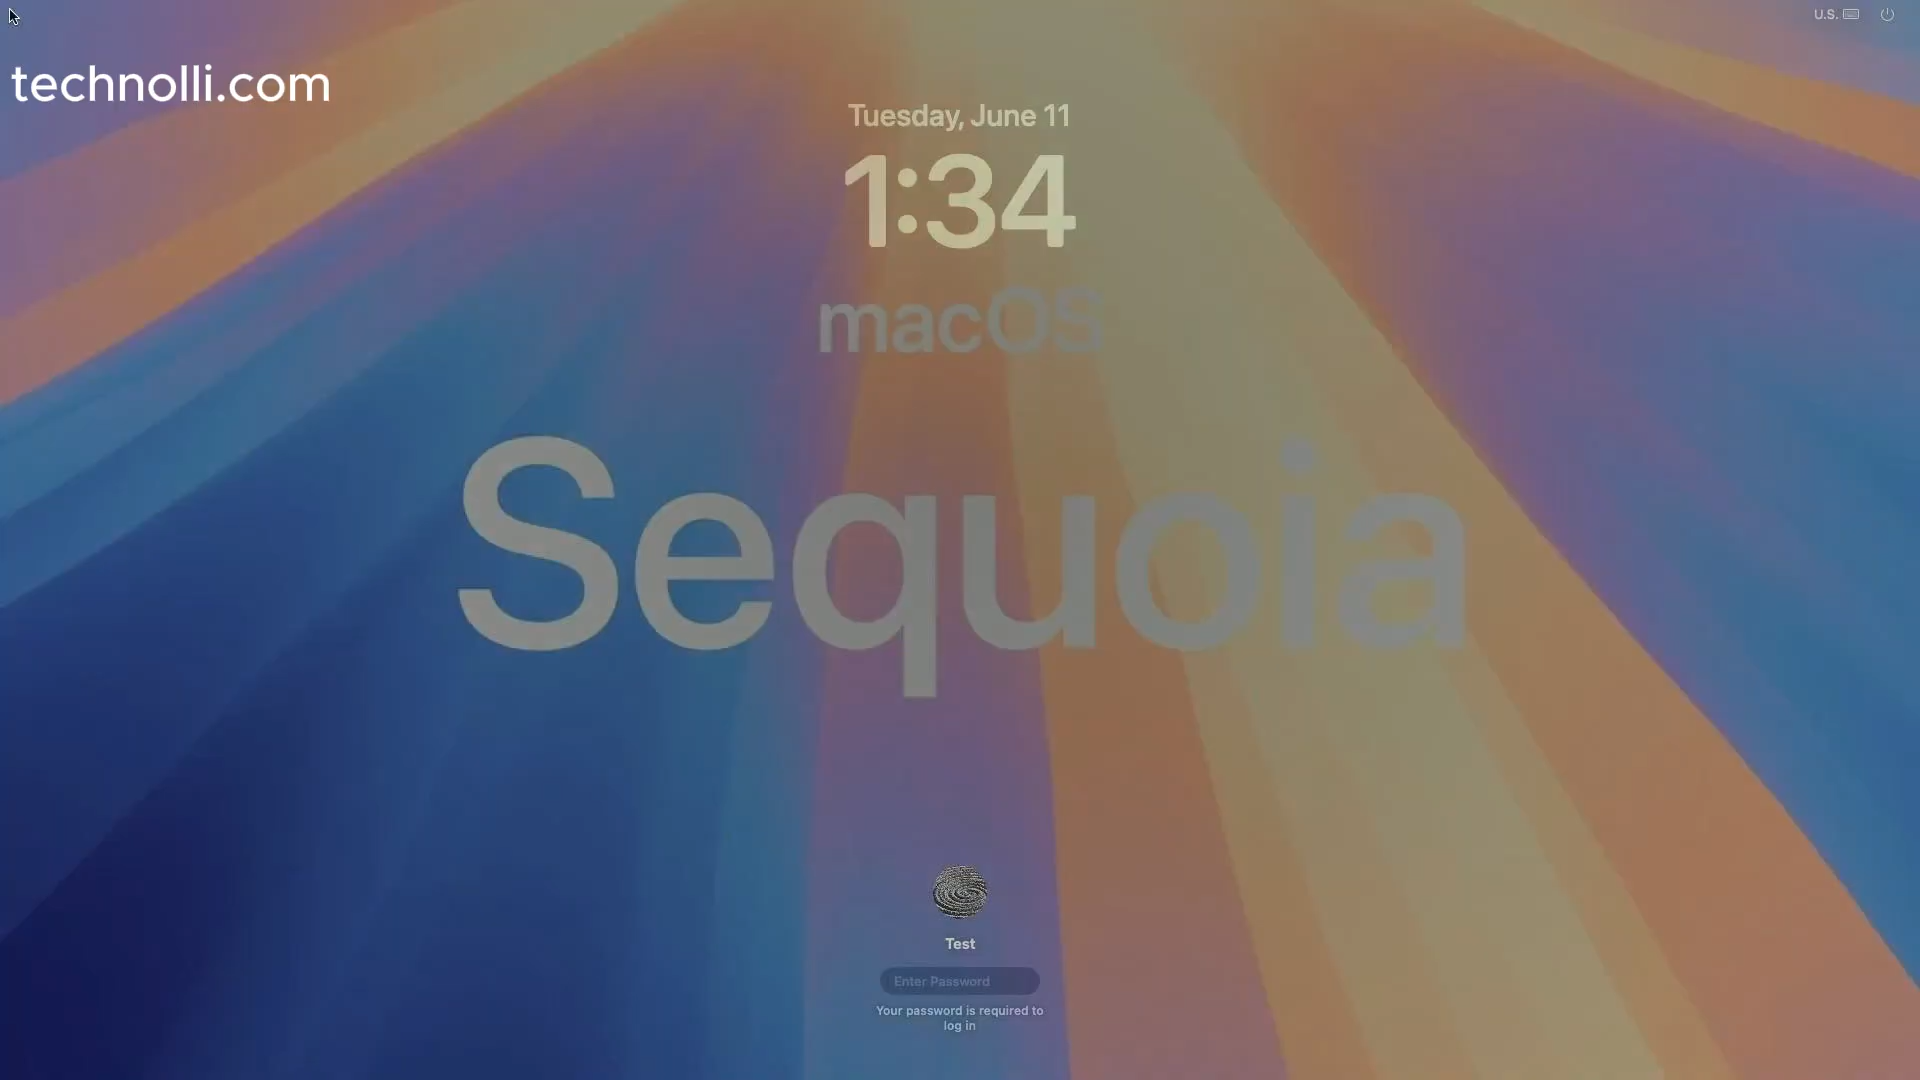 U.S.
technolli.com
Tuesday, June 11
1:34
macOS
Sequoia
Test
Enter Password
Your password is required to
log in